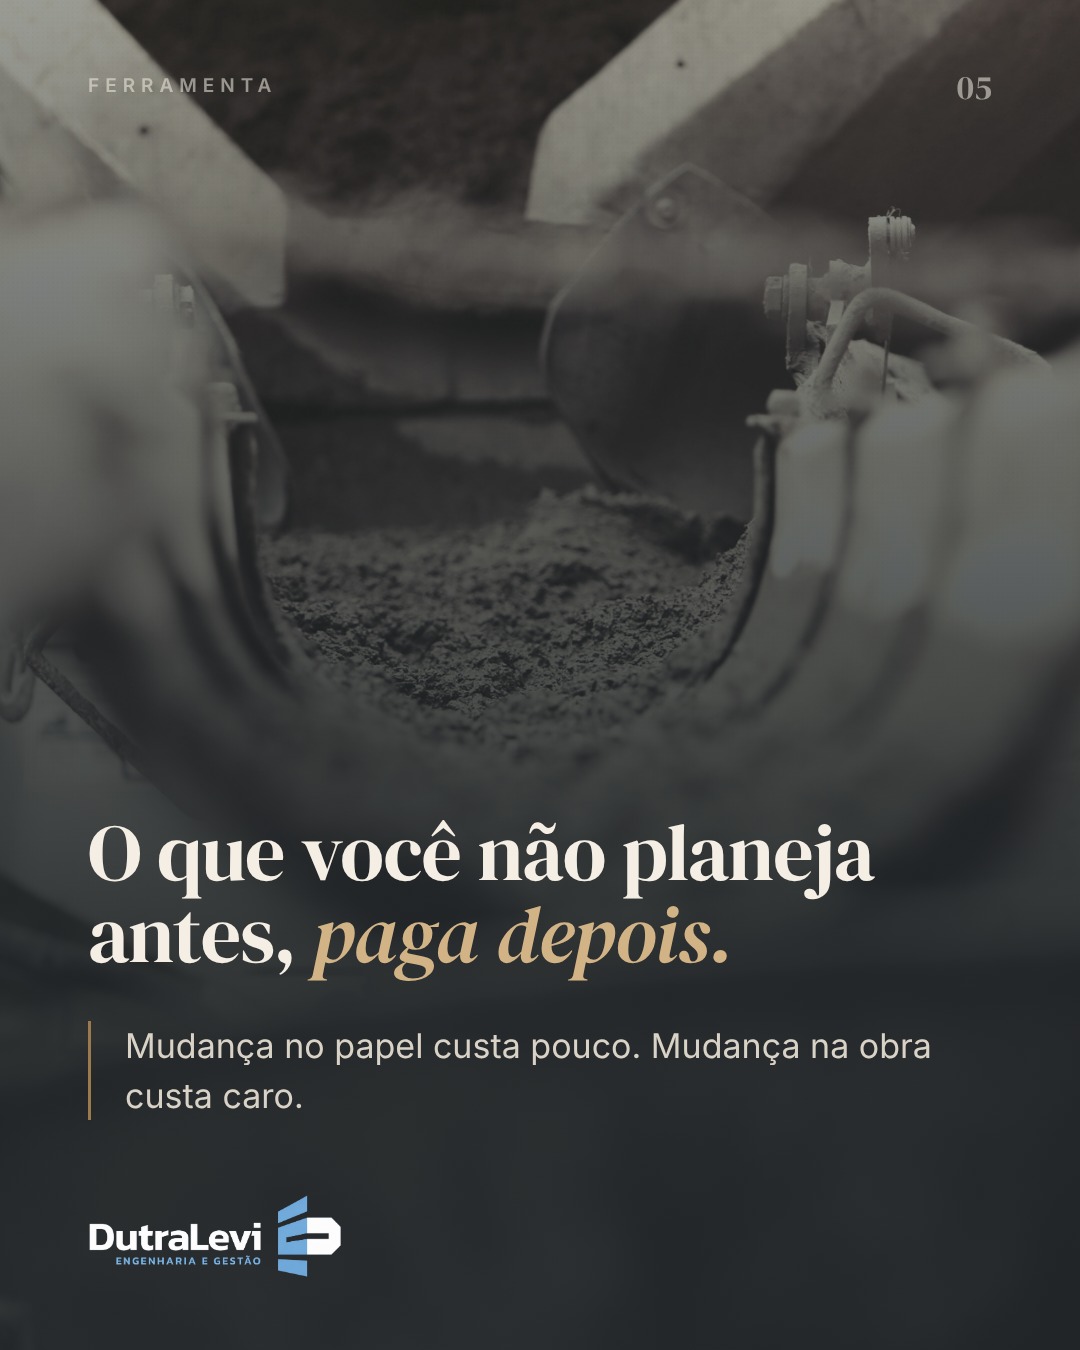 FERRAMENTA
05
O que você não planeja
antes, paga depois.
Mudança no papel custa pouco. Mudança na obra
custa caro.
DutraLevi
ENGENHARIA E GESTÃO